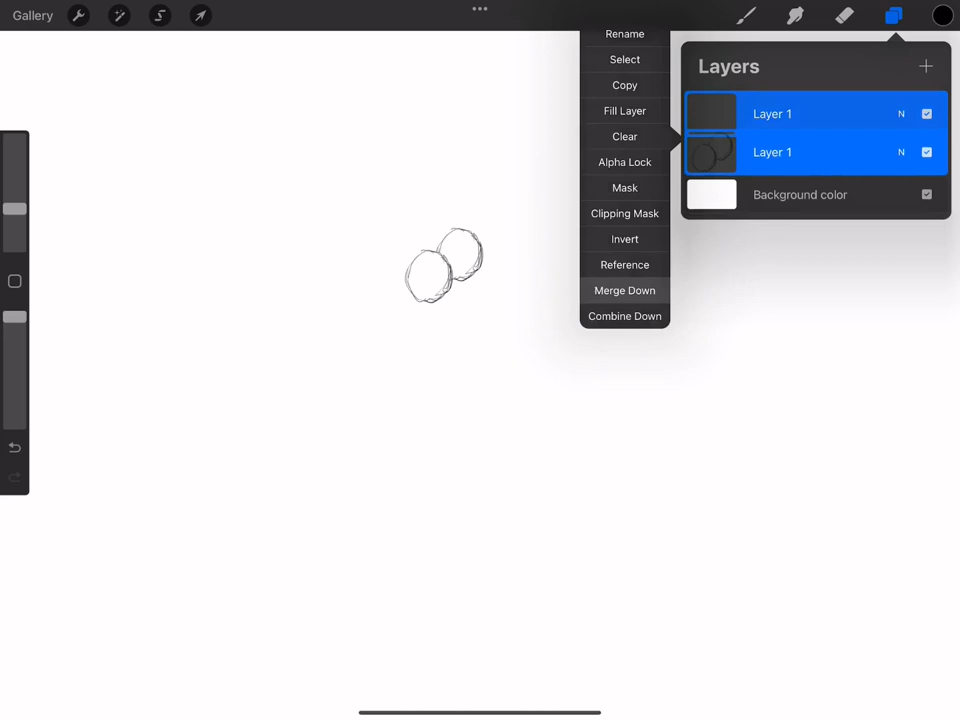 Gallery
Rename
Select
Copy
Fill Layer
Clear
Alpha Lock
Mask
Clipping Mask
Invert
Reference
Merge Down
Combine Down
Layers
Layer 1 N
Layer 1 N
Background color